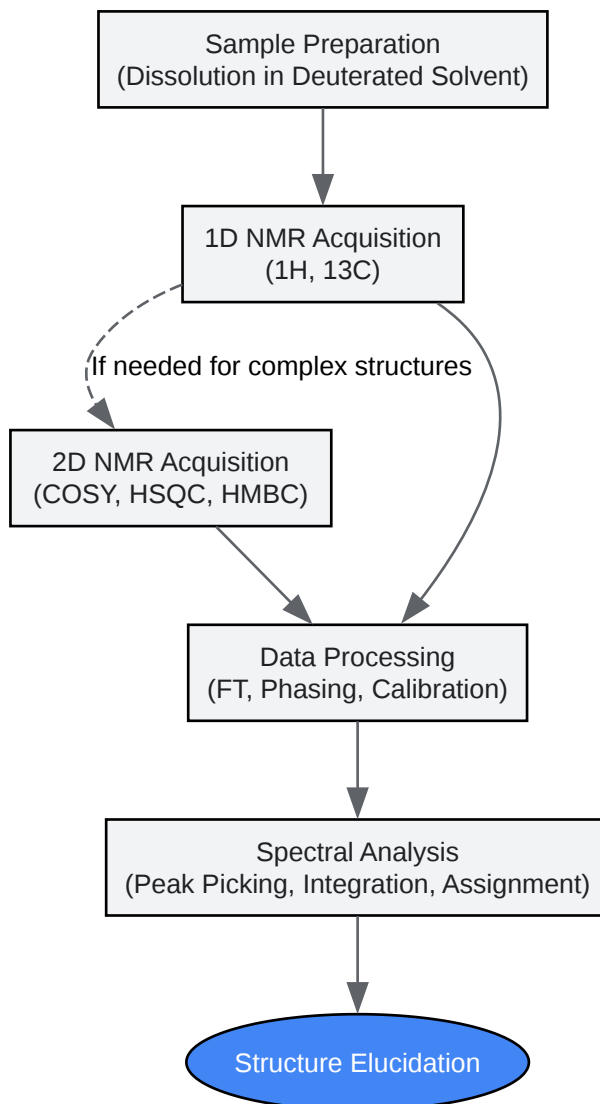 Sample Preparation
(Dissolution in Deuterated Solvent)
1D NMR Acquisition
(1H, 13C)
If needed for complex structures
2D NMR Acquisition
(COSY, HSQC, HMBC)
Data Processing
(FT, Phasing, Calibration)
Spectral Analysis
(Peak Picking, Integration, Assignment)
Structure Elucidation